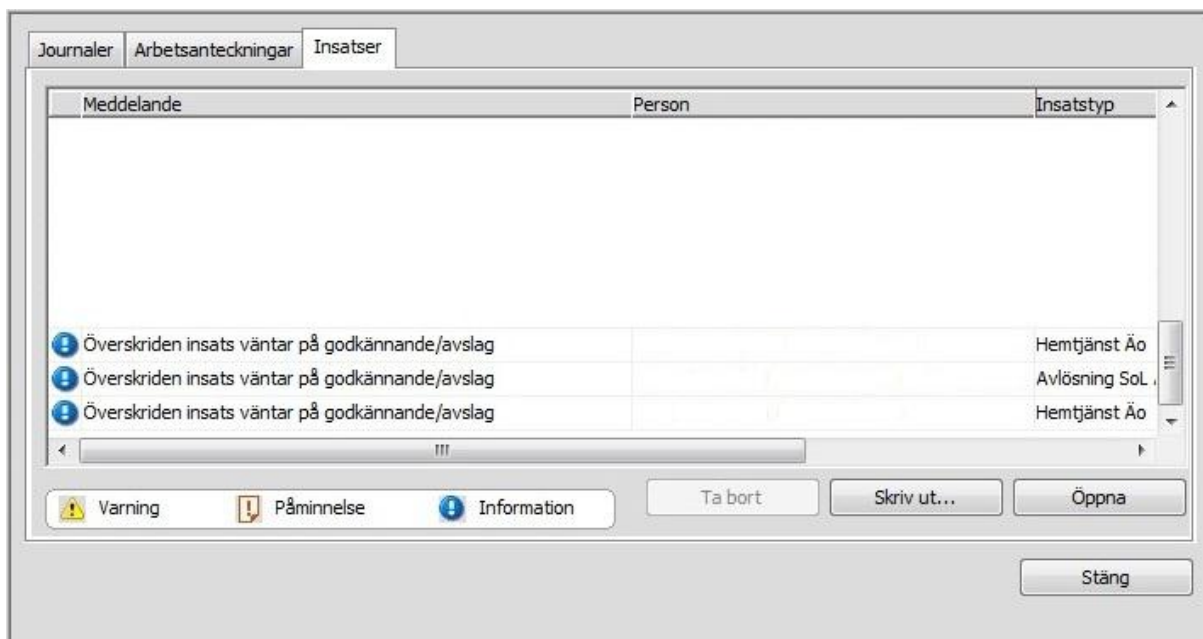 Journaler Arbetsanteckningar Insatser
Meddelande Person Insatstyp
Överskriden insats väntar på godkännande/avslag Hemtjänst Äo
Överskriden insats väntar på godkännande/avslag Avlösning SoL
Överskriden insats väntar på godkännande/avslag Hemtjänst Äo
Varning Påminnelse Information Ta bort Skriv ut... Öppna
Stäng